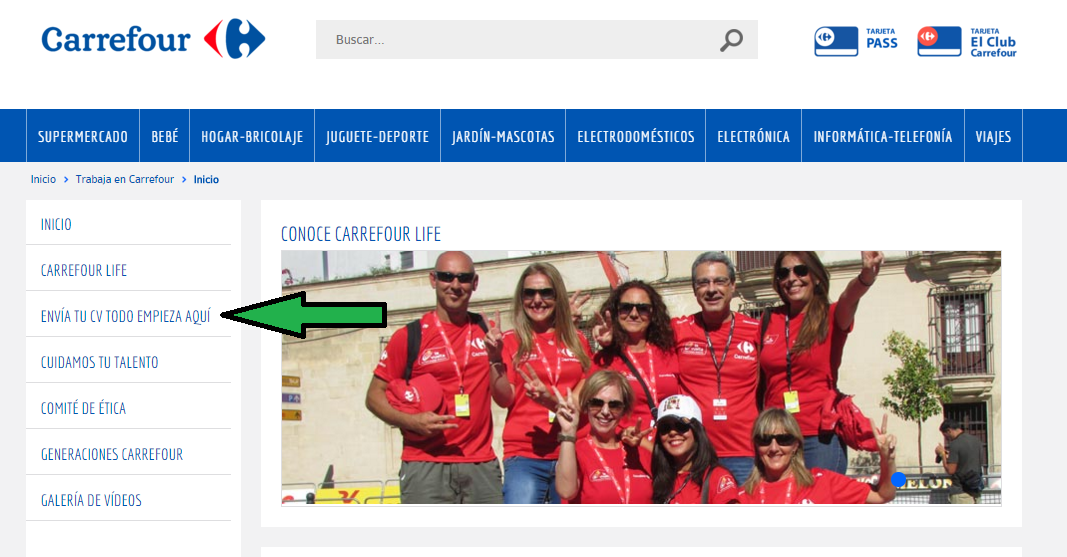 Carrefour
Buscar...
TARJETA
PASS
TARJETA
El Club
Carrefour
SUPERMERCADO
BEBÉ
HOGAR-BRICOLAJE
JUGUETE-DEPORTE
JARDÍN-MASCOTAS
ELECTRODOMÉSTICOS
ELECTRÓNICA
INFORMÁTICA-TELEFONÍA
VIAJES
Inicio > Trabaja en Carrefour > Inicio
INICIO
CARREFOUR LIFE
ENVÍA TU CV TODO EMPIEZA AQUÍ
CUIDAMOS TU TALENTO
COMITÉ DE ÉTICA
GENERACIONES CARREFOUR
GALERÍA DE VÍDEOS
CONOCE CARREFOUR LIFE